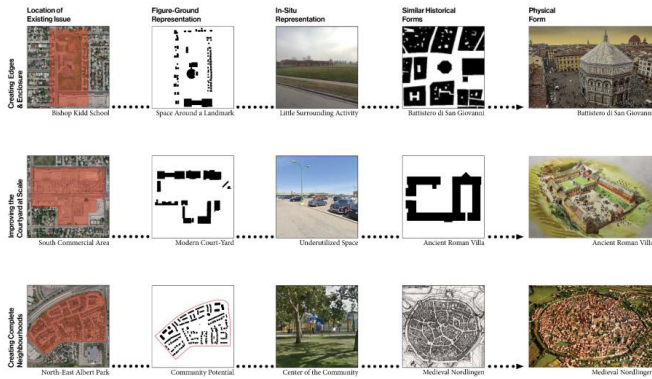 Location of
Existing Issue
Figure-Ground
Representation
In-Situ
Representation
Similar Historical
Forms
Physical
Form
Creating Edges
& Enclosure
Bishop Kidd School
Space Around a Landmark
Little Surrounding Activity
Battistero di San Giovanni
Battistero di San Giovanni
Improving the
Courtyard at Scale
South Commercial Area
Modern Court-Yard
Underutilized Space
Ancient Roman Villa
Ancient Roman Villa
Creating Complete
Neighbourhoods
North-East Albert Park
Community Potential
Center of the Community
Medieval Nordlingen
Medieval Nordlingen